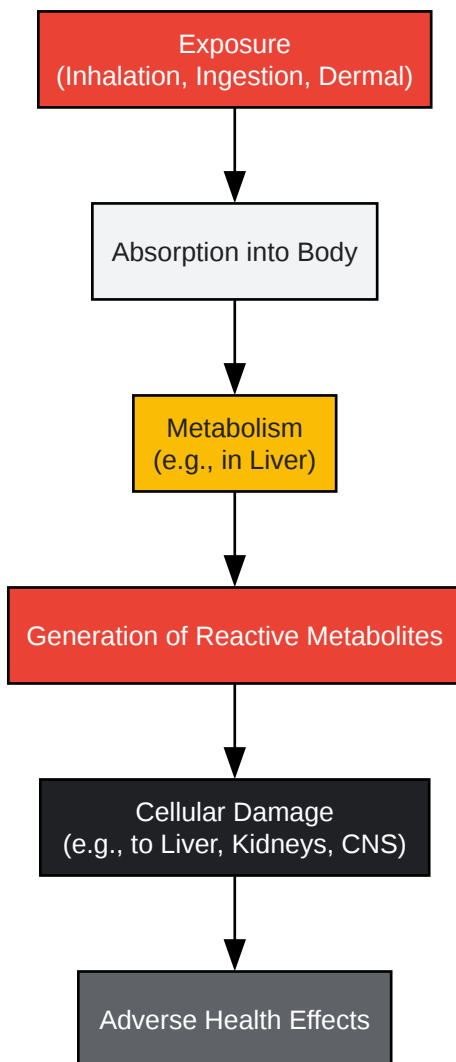 Exposure
(Inhalation, Ingestion, Dermal)
Absorption into Body
Metabolism
(e.g., in Liver)
Generation of Reactive Metabolites
Cellular Damage
(e.g., to Liver, Kidneys, CNS)
Adverse Health Effects